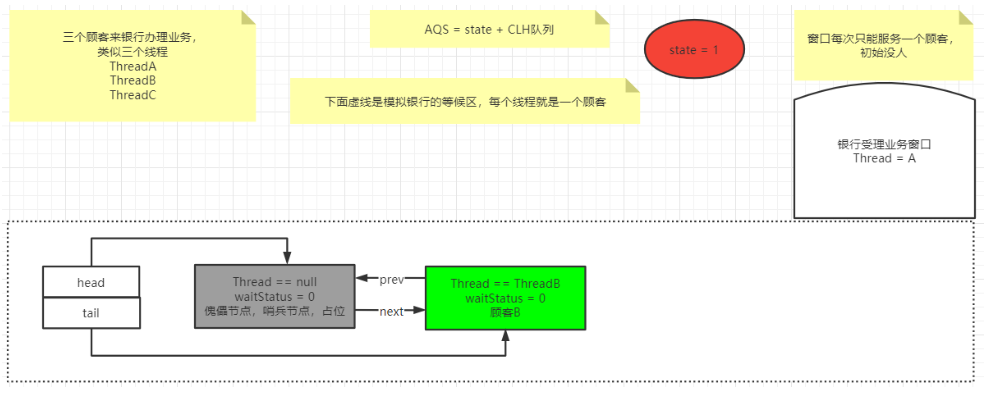 三个顾客来银行办理业务，
类似三个线程
ThreadA
ThreadB
ThreadC
AQS = state + CLH队列
state = 1
窗口每次只能服务一个顾客，
初始没人
下面虚线是模拟银行的等候区，每个线程就是一个顾客
银行受理业务窗口
Thread = A
head
tail
Thread == null
waitStatus = 0
傀儡节点，哨兵节点，占位
prev
next
Thread == ThreadB
waitStatus = 0
顾客B